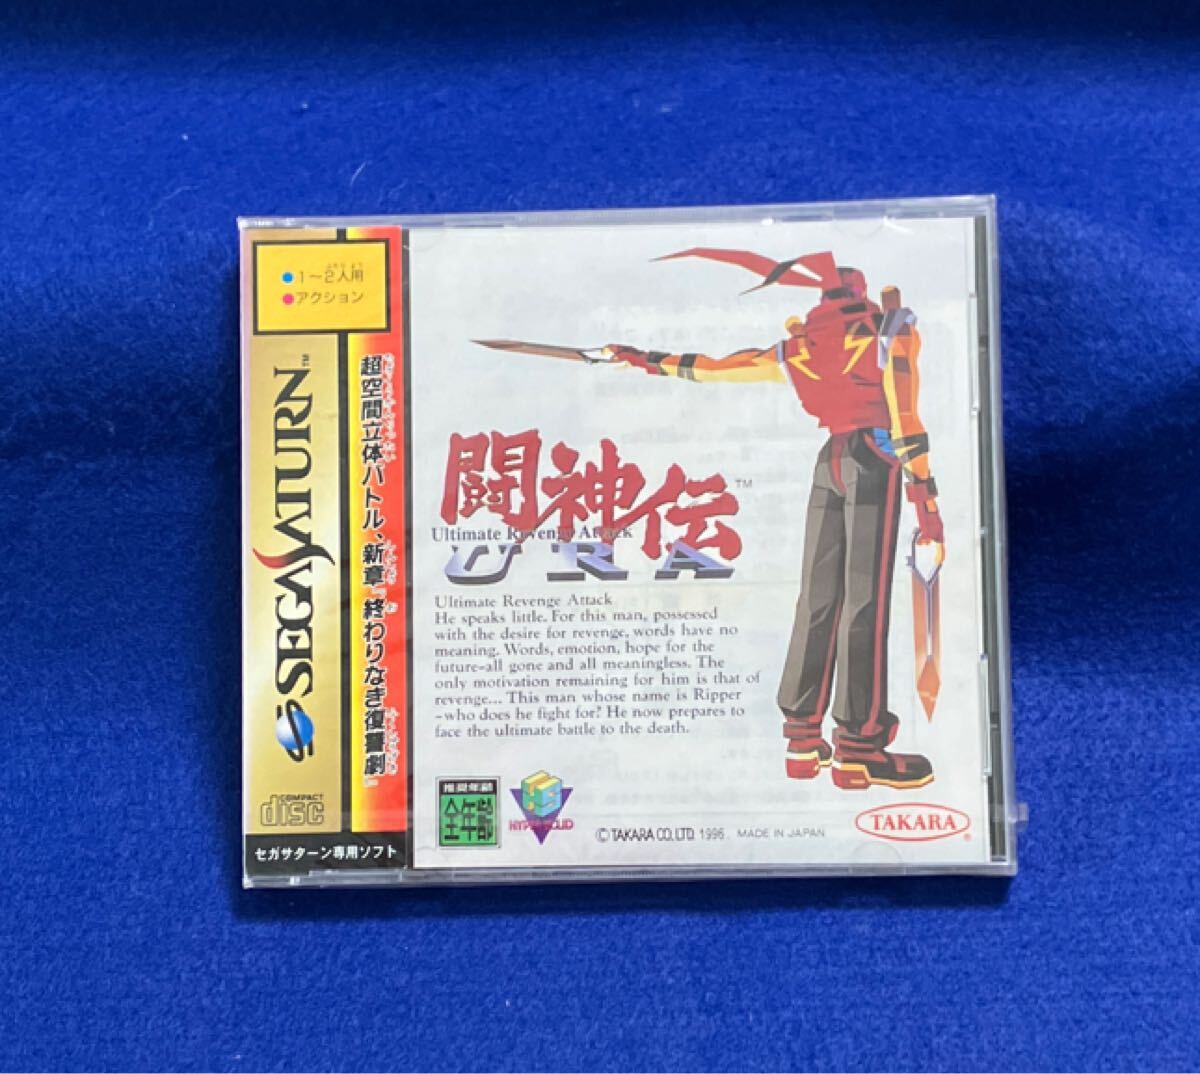 ●1〜2人用
●アクション
SEGA SATURN™
超空間立体バトル、新章『終わりなき復讐劇』
COMPACT
disc
セガサターン専用ソフト
闘神伝™
Ultimate Revenge Attack
URA
Ultimate Revenge Attack
He speaks little. For this man, possessed
with the desire for revenge, words have no
meaning. Words, emotion, hope for the
future-all gone and all meaningless. The
only motivation remaining for him is that of
revenge... This man whose name is Ripper
-who does he fight for? He now prepares to
face the ultimate battle to the death.
推奨年齢
全年齢
HYPER SOLID
©TAKARA CO.,LTD. 1996. MADE IN JAPAN
TAKARA®